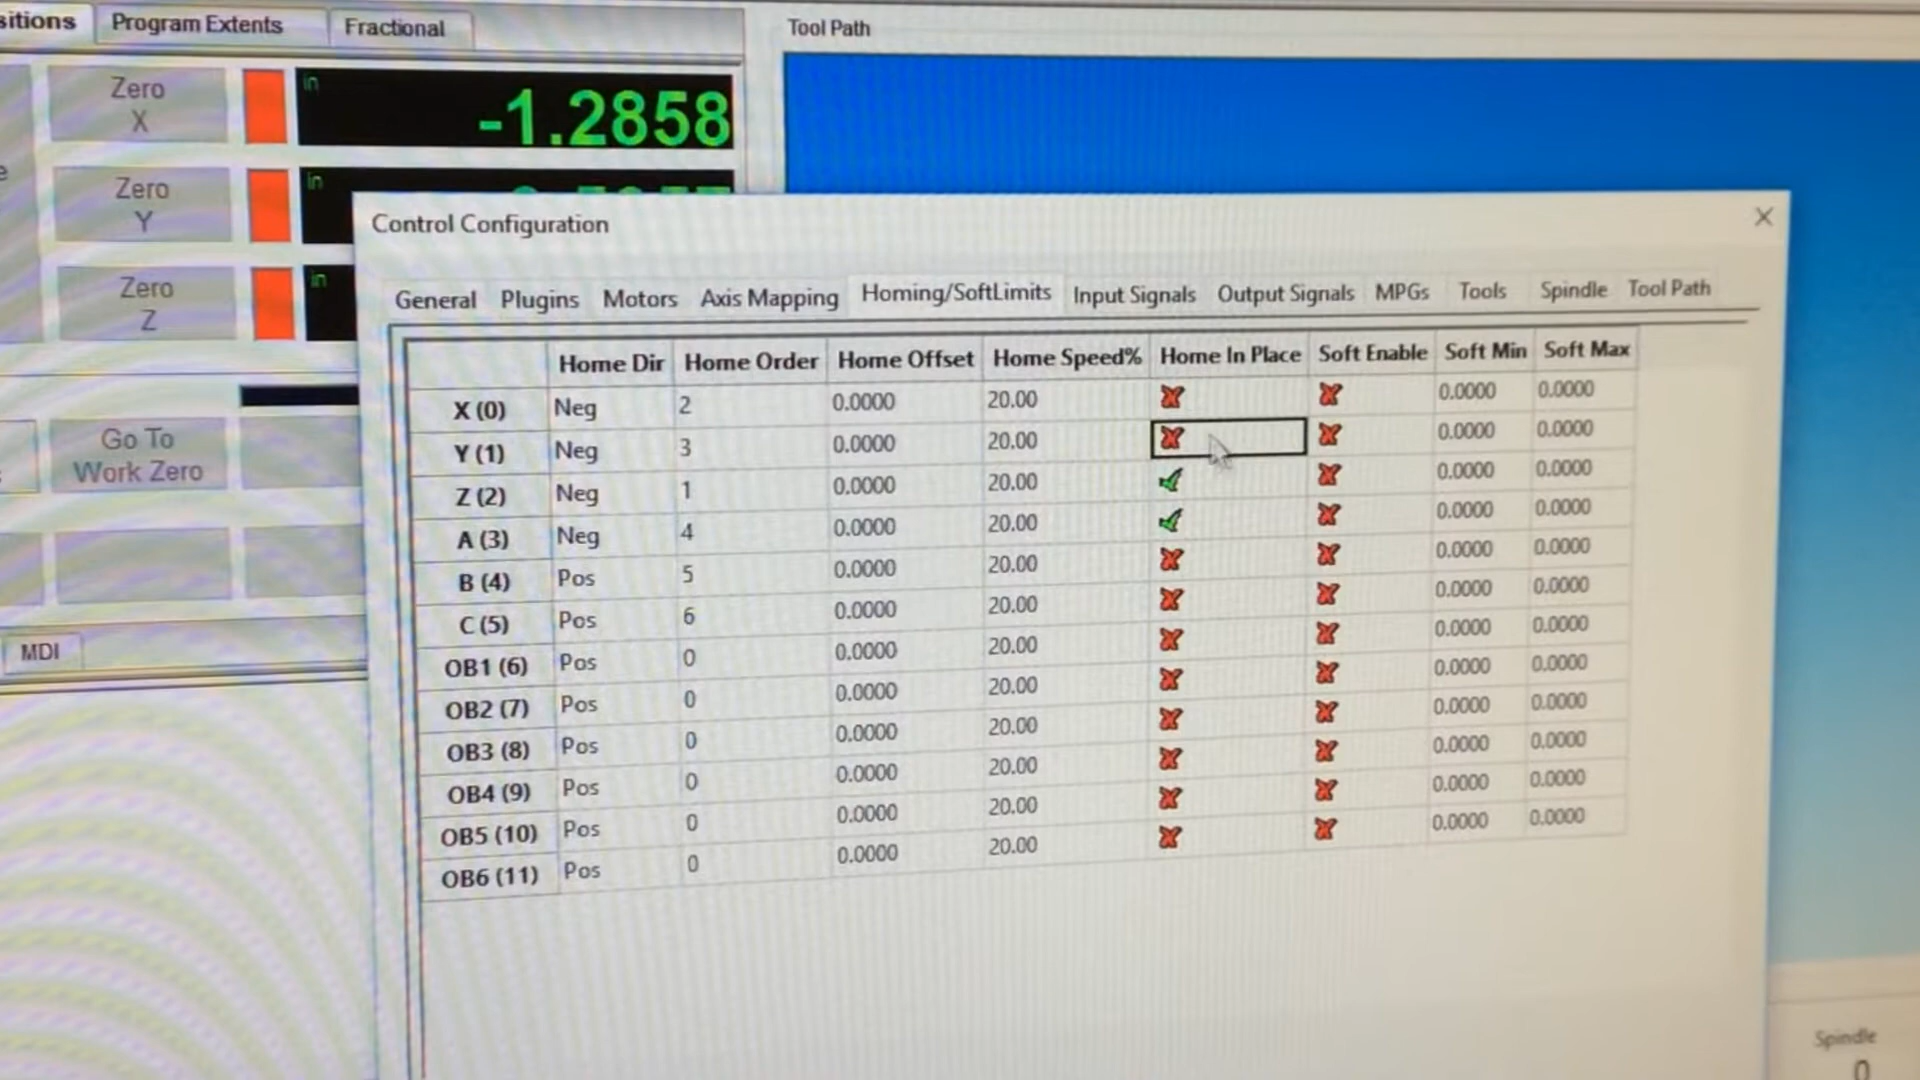 sitions Program Extents Fractional
Tool Path
Zero
X
in
-1.2858
Zero
Y
in
Zero
Z
in
Go To
Work Zero
MDI
Control Configuration
General Plugins Motors Axis Mapping Homing/SoftLimits Input Signals Output Signals MPGs Tools Spindle Tool Path
Home Dir Home Order Home Offset Home Speed% Home In Place Soft Enable Soft Min Soft Max
X (0) Neg 2 0.0000 20.00 0.0000 0.0000
Y (1) Neg 3 0.0000 20.00 0.0000 0.0000
Z (2) Neg 1 0.0000 20.00 0.0000 0.0000
A (3) Neg 4 0.0000 20.00 0.0000 0.0000
B (4) Pos 5 0.0000 20.00 0.0000 0.0000
C (5) Pos 6 0.0000 20.00 0.0000 0.0000
OB1 (6) Pos 0 0.0000 20.00 0.0000 0.0000
OB2 (7) Pos 0 0.0000 20.00 0.0000 0.0000
OB3 (8) Pos 0 0.0000 20.00 0.0000 0.0000
OB4 (9) Pos 0 0.0000 20.00 0.0000 0.0000
OB5 (10) Pos 0 0.0000 20.00 0.0000 0.0000
OB6 (11) Pos 0 0.0000 20.00 0.0000 0.0000
Spindle
0